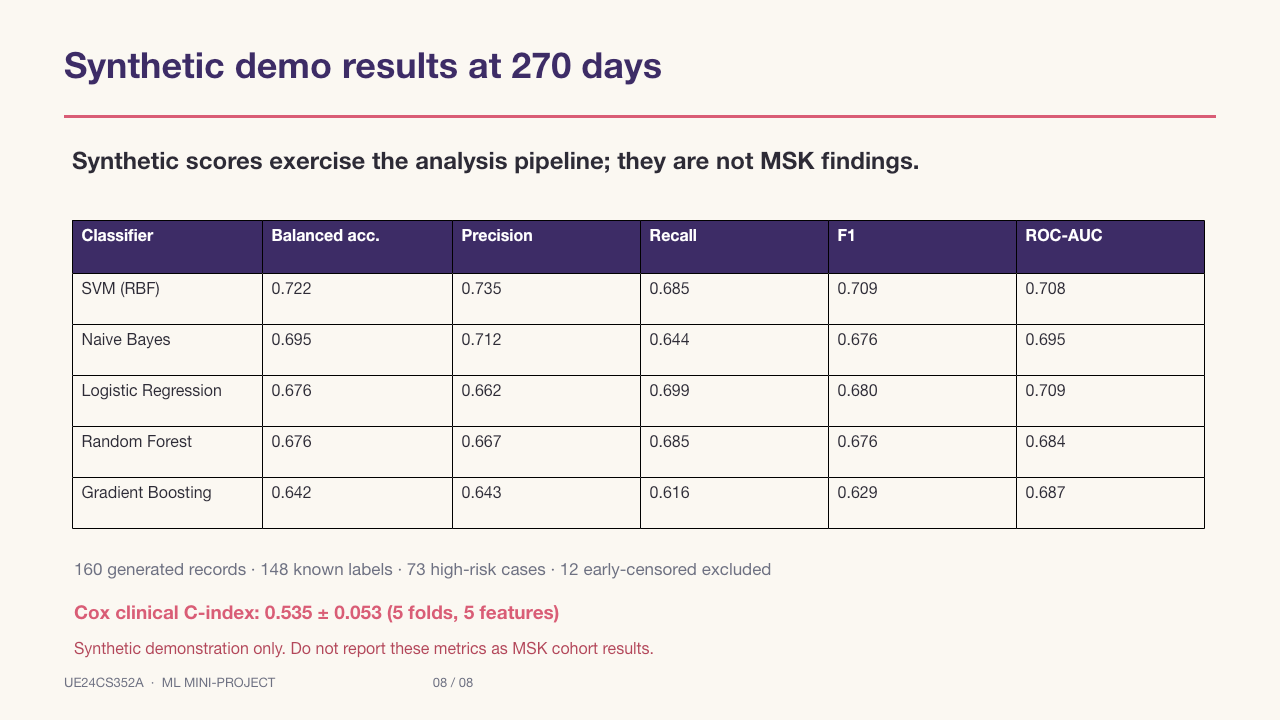 Synthetic demo results at 270 days
Synthetic scores exercise the analysis pipeline; they are not MSK findings.
Classifier Balanced acc. Precision Recall F1 ROC-AUC
SVM (RBF) 0.722 0.735 0.685 0.709 0.708
Naive Bayes 0.695 0.712 0.644 0.676 0.695
Logistic Regression 0.676 0.662 0.699 0.680 0.709
Random Forest 0.676 0.667 0.685 0.676 0.684
Gradient Boosting 0.642 0.643 0.616 0.629 0.687
160 generated records · 148 known labels · 73 high-risk cases · 12 early-censored excluded
Cox clinical C-index: 0.535 ± 0.053 (5 folds, 5 features)
Synthetic demonstration only. Do not report these metrics as MSK cohort results.
UE24CS352A · ML MINI-PROJECT 08 / 08